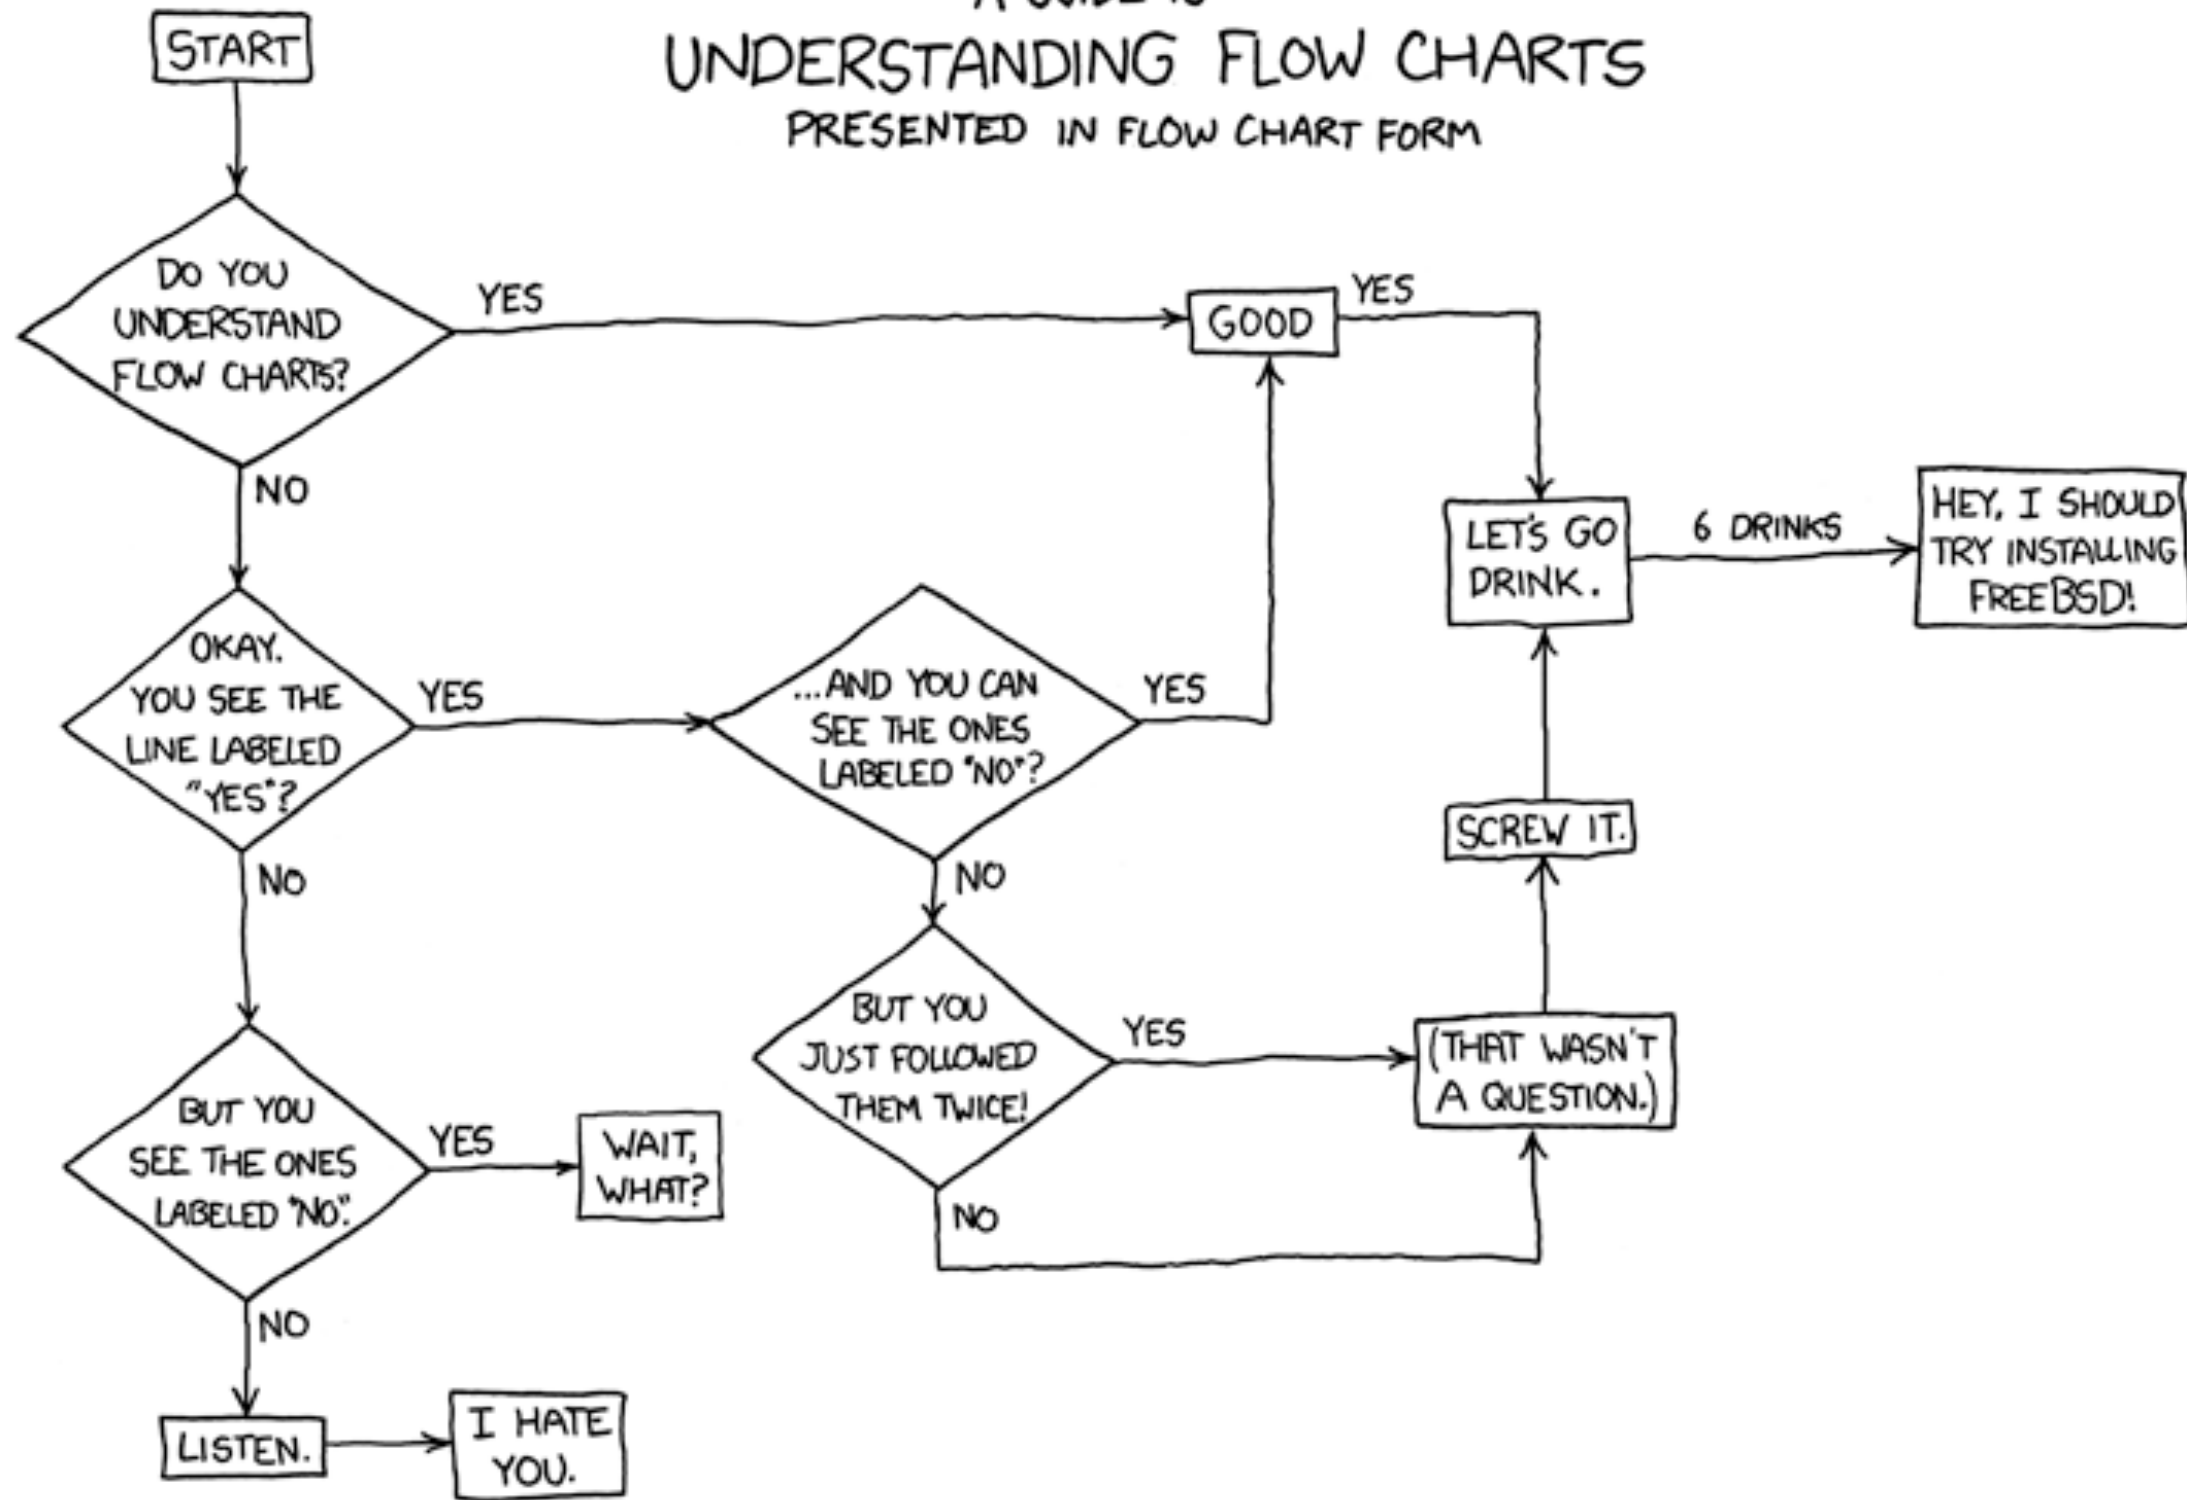 A GUIDE TO
UNDERSTANDING FLOW CHARTS
PRESENTED IN FLOW CHART FORM
START
DO YOU
UNDERSTAND
FLOW CHARTS?
YES
GOOD
YES
NO
LET'S GO
DRINK.
6 DRINKS
HEY, I SHOULD
TRY INSTALLING
FREEBSD!
OKAY.
YOU SEE THE
LINE LABELED
"YES"?
YES
...AND YOU CAN
SEE THE ONES
LABELED "NO"?
YES
NO
NO
SCREW IT.
BUT YOU
JUST FOLLOWED
THEM TWICE!
YES
(THAT WASN'T
A QUESTION.)
NO
BUT YOU
SEE THE ONES
LABELED "NO".
YES
WAIT,
WHAT?
NO
LISTEN.
I HATE
YOU.